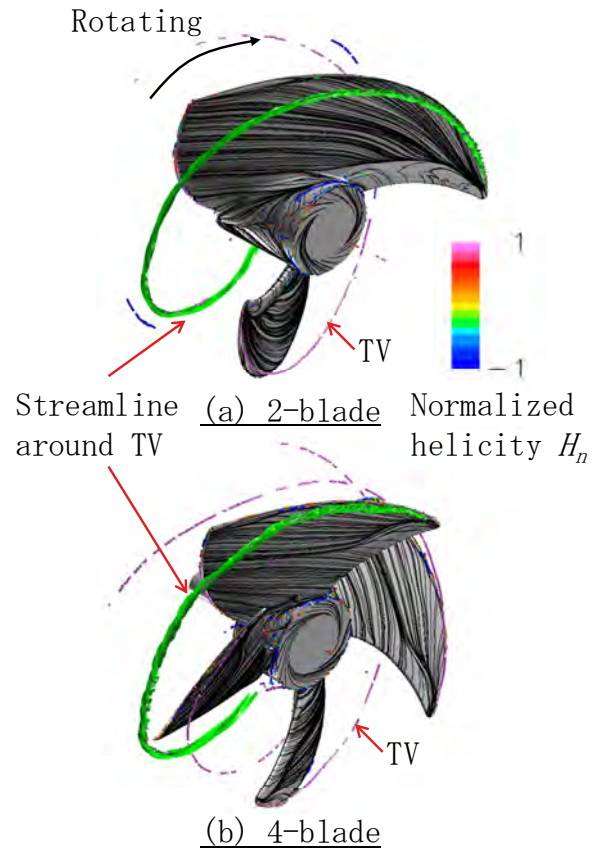 Rotating
1
-1
TV
Streamline
around TV
(a) 2-blade
Normalized
helicity Hn
TV
(b) 4-blade